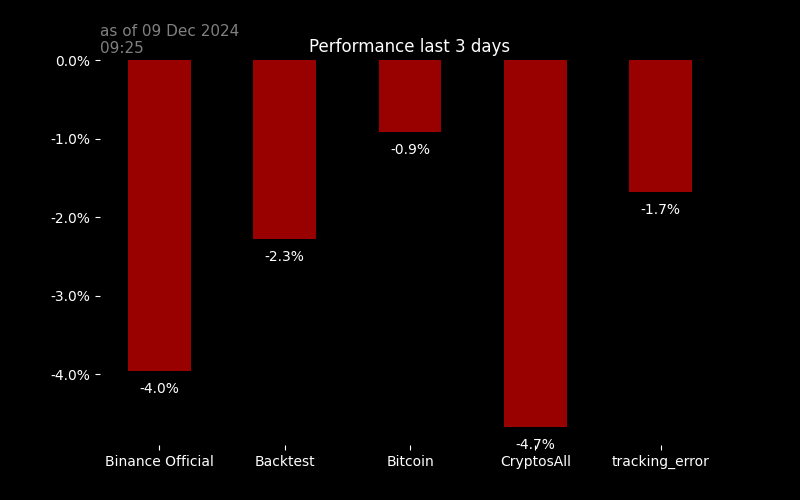 as of 09 Dec 2024
09:25
Performance last 3 days
0.0%
-1.0%
-2.0%
-3.0%
-4.0%
-4.0%
-2.3%
-0.9%
-4.7%
-1.7%
Binance Official
Backtest
Bitcoin
CryptosAll
tracking_error